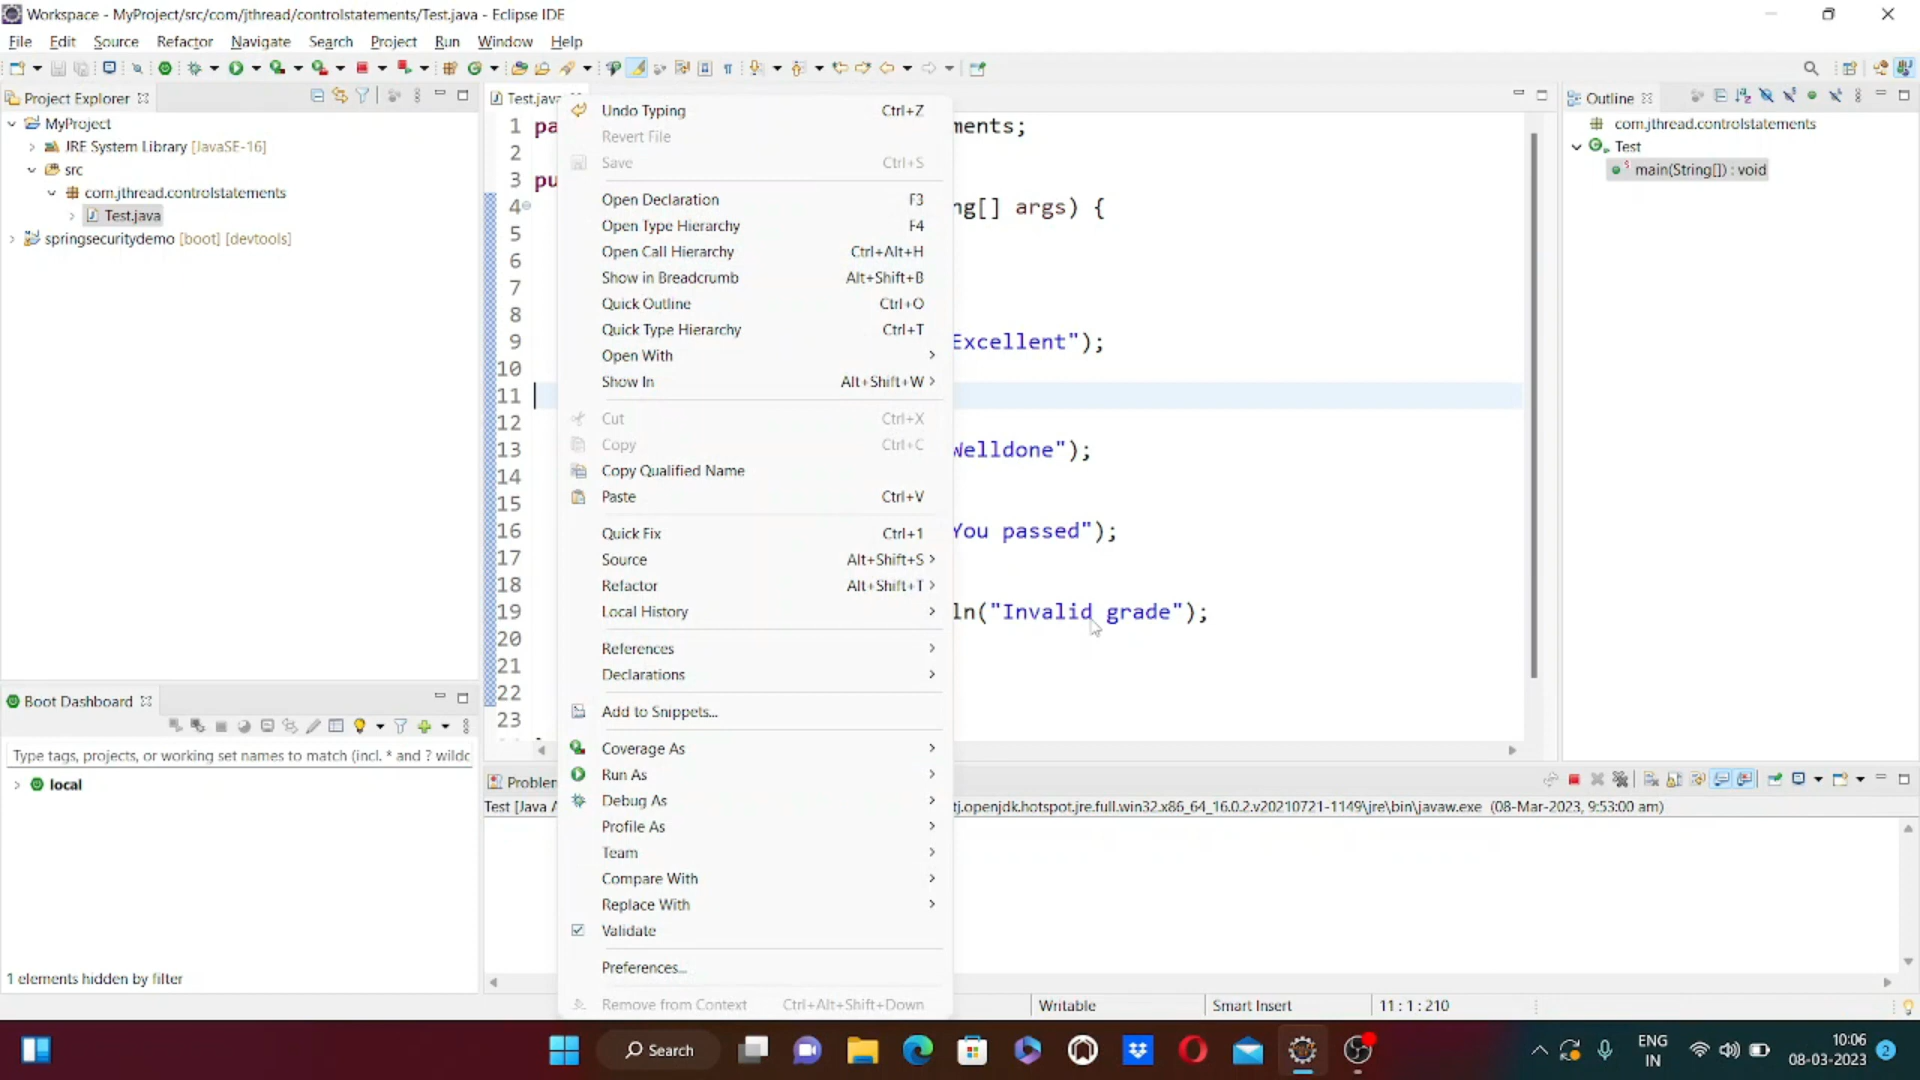 Workspace - MyProject/src/com/jthread/controlstatements/Test.java - Eclipse IDE
File Edit Source Refactor Navigate Search Project Run Window Help
Project Explorer
MyProject
JRE System Library [JavaSE-16]
src
com.jthread.controlstatements
Test.java
springsecuritydemo [boot] [devtools]
Boot Dashboard
Type tags, projects, or working set names to match (incl. * and ? wildc
local
1 elements hidden by filter
Test.java
1 pa ments;
2
3 pu
4 ng[] args) {
5
6
7
8
9 Excellent");
10
11
12
13 Welldone");
14
15
16 You passed");
17
18
19 ln("Invalid grade");
20
21
22
23
Undo Typing Ctrl+Z
Revert File
Save Ctrl+S
Open Declaration F3
Open Type Hierarchy F4
Open Call Hierarchy Ctrl+Alt+H
Show in Breadcrumb Alt+Shift+B
Quick Outline Ctrl+O
Quick Type Hierarchy Ctrl+T
Open With
Show In Alt+Shift+W
Cut Ctrl+X
Copy Ctrl+C
Copy Qualified Name
Paste Ctrl+V
Quick Fix Ctrl+1
Source Alt+Shift+S
Refactor Alt+Shift+T
Local History
References
Declarations
Add to Snippets...
Coverage As
Run As
Debug As
Profile As
Team
Compare With
Replace With
Validate
Preferences...
Remove from Context Ctrl+Alt+Shift+Down
Outline
com.jthread.controlstatements
Test
main(String[]) : void
Problem
Test [Java A tj.openjdk.hotspot.jre.full.win32.x86_64_16.0.2.v20210721-1149\jre\bin\javaw.exe (08-Mar-2023, 9:53:00 am)
Writable Smart Insert 11 : 1 : 210
Search
ENG
IN
10:06
08-03-2023
2